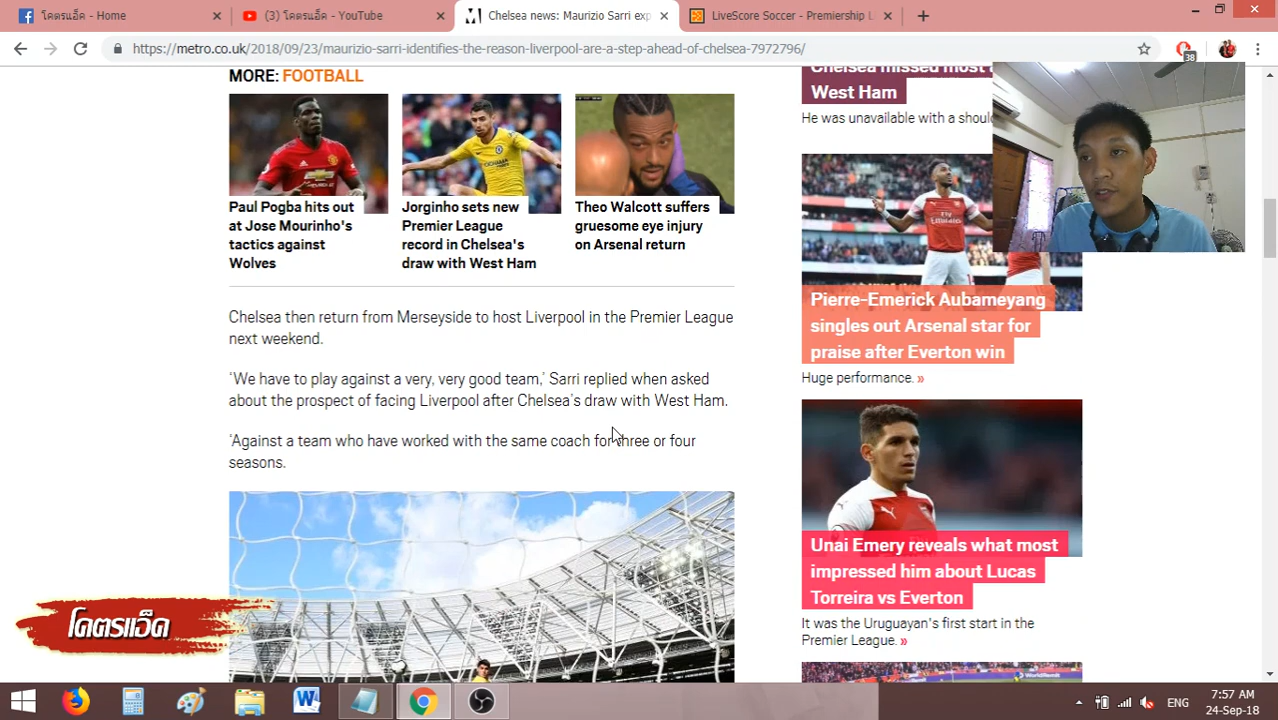 โคตรแอ็ด - Home
(3) โคตรแอ็ด - YouTube
Chelsea news: Maurizio Sarri exp
LiveScore Soccer - Premiership L
https://metro.co.uk/2018/09/23/maurizio-sarri-identifies-the-reason-liverpool-are-a-step-ahead-of-chelsea-7972796/
38
MORE: FOOTBALL
Paul Pogba hits out
at Jose Mourinho's
tactics against
Wolves
Jorginho sets new
Premier League
record in Chelsea's
draw with West Ham
Theo Walcott suffers
gruesome eye injury
on Arsenal return
Chelsea then return from Merseyside to host Liverpool in the Premier League
next weekend.
‘We have to play against a very, very good team,’ Sarri replied when asked
about the prospect of facing Liverpool after Chelsea’s draw with West Ham.
‘Against a team who have worked with the same coach for three or four
seasons.
Chelsea missed most a
West Ham
He was unavailable with a should
Pierre-Emerick Aubameyang
singles out Arsenal star for
praise after Everton win
Huge performance. »
Unai Emery reveals what most
impressed him about Lucas
Torreira vs Everton
It was the Uruguayan's first start in the
Premier League. »
โคตรแอ็ด
ENG
7:57 AM
24-Sep-18